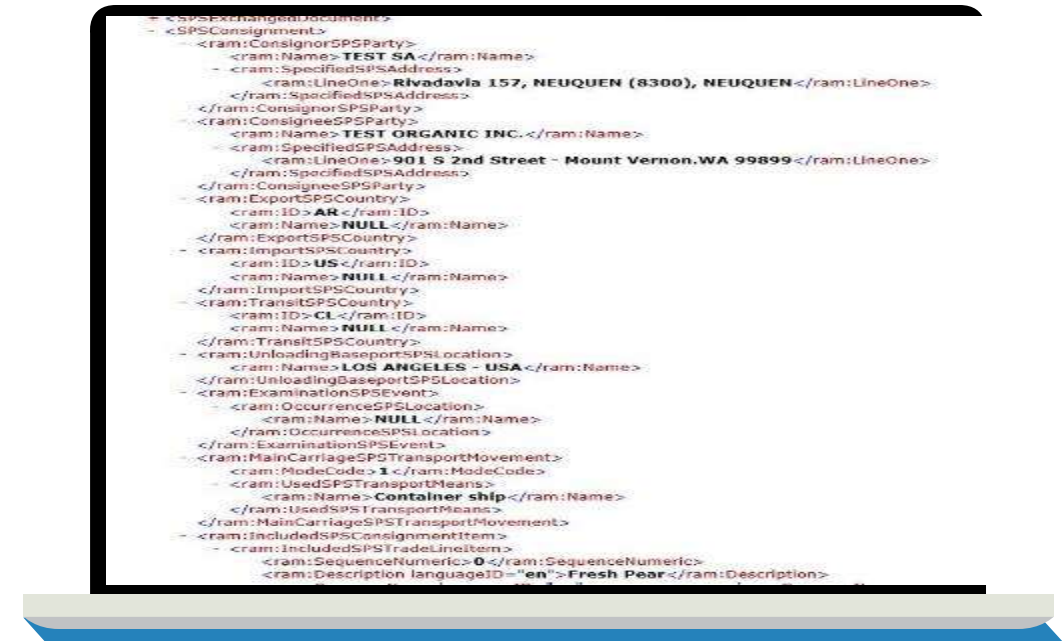 + <SPSExchangedDocument>
- <SPSConsignment>
- <ram:ConsignorSPSParty>
<ram:Name>TEST SA</ram:Name>
- <ram:SpecifiedSPSAddress>
<ram:LineOne>Rivadavia 157, NEUQUEN (8300), NEUQUEN</ram:LineOne>
</ram:SpecifiedSPSAddress>
</ram:ConsignorSPSParty>
- <ram:ConsigneeSPSParty>
<ram:Name>TEST ORGANIC INC.</ram:Name>
- <ram:SpecifiedSPSAddress>
<ram:LineOne>901 S 2nd Street - Mount Vernon.WA 99899</ram:LineOne>
</ram:SpecifiedSPSAddress>
</ram:ConsigneeSPSParty>
- <ram:ExportSPSCountry>
<ram:ID>AR</ram:ID>
<ram:Name>NULL</ram:Name>
</ram:ExportSPSCountry>
- <ram:ImportSPSCountry>
<ram:ID>US</ram:ID>
<ram:Name>NULL</ram:Name>
</ram:ImportSPSCountry>
- <ram:TransitSPSCountry>
<ram:ID>CL</ram:ID>
<ram:Name>NULL</ram:Name>
</ram:TransitSPSCountry>
- <ram:UnloadingBaseportSPSLocation>
<ram:Name>LOS ANGELES - USA</ram:Name>
</ram:UnloadingBaseportSPSLocation>
- <ram:ExaminationSPSEvent>
- <ram:OccurrenceSPSLocation>
<ram:Name>NULL</ram:Name>
</ram:OccurrenceSPSLocation>
</ram:ExaminationSPSEvent>
- <ram:MainCarriageSPSTransportMovement>
<ram:ModeCode>1</ram:ModeCode>
- <ram:UsedSPSTransportMeans>
<ram:Name>Container ship</ram:Name>
</ram:UsedSPSTransportMeans>
</ram:MainCarriageSPSTransportMovement>
- <ram:IncludedSPSConsignmentItem>
- <ram:IncludedSPSTradeLineItem>
<ram:SequenceNumeric>0</ram:SequenceNumeric>
<ram:Description languageID="en">Fresh Pear</ram:Description>